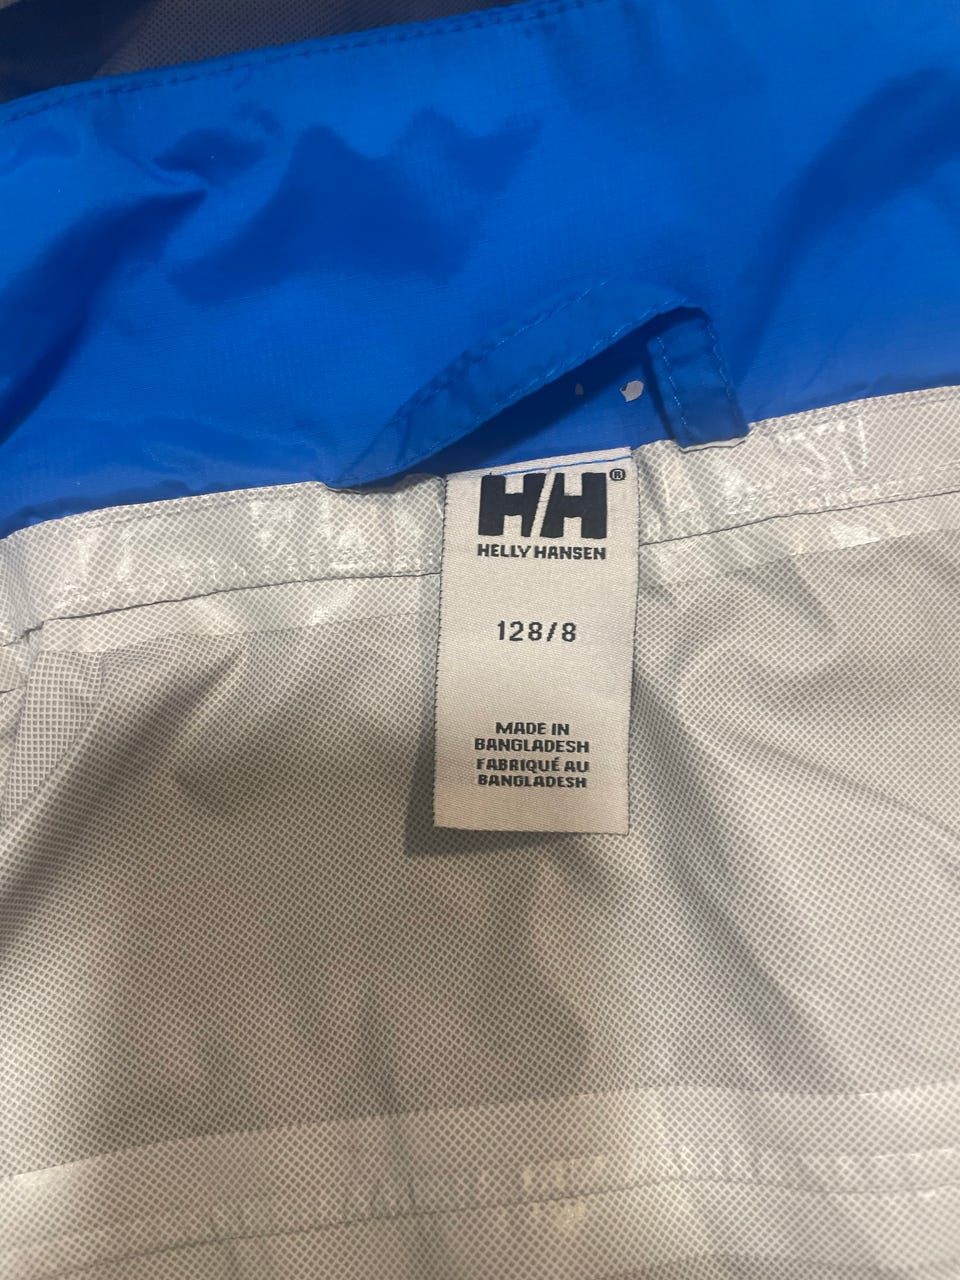 HH®
HELLY HANSEN
128/8
MADE IN
BANGLADESH
FABRIQUÉ AU
BANGLADESH